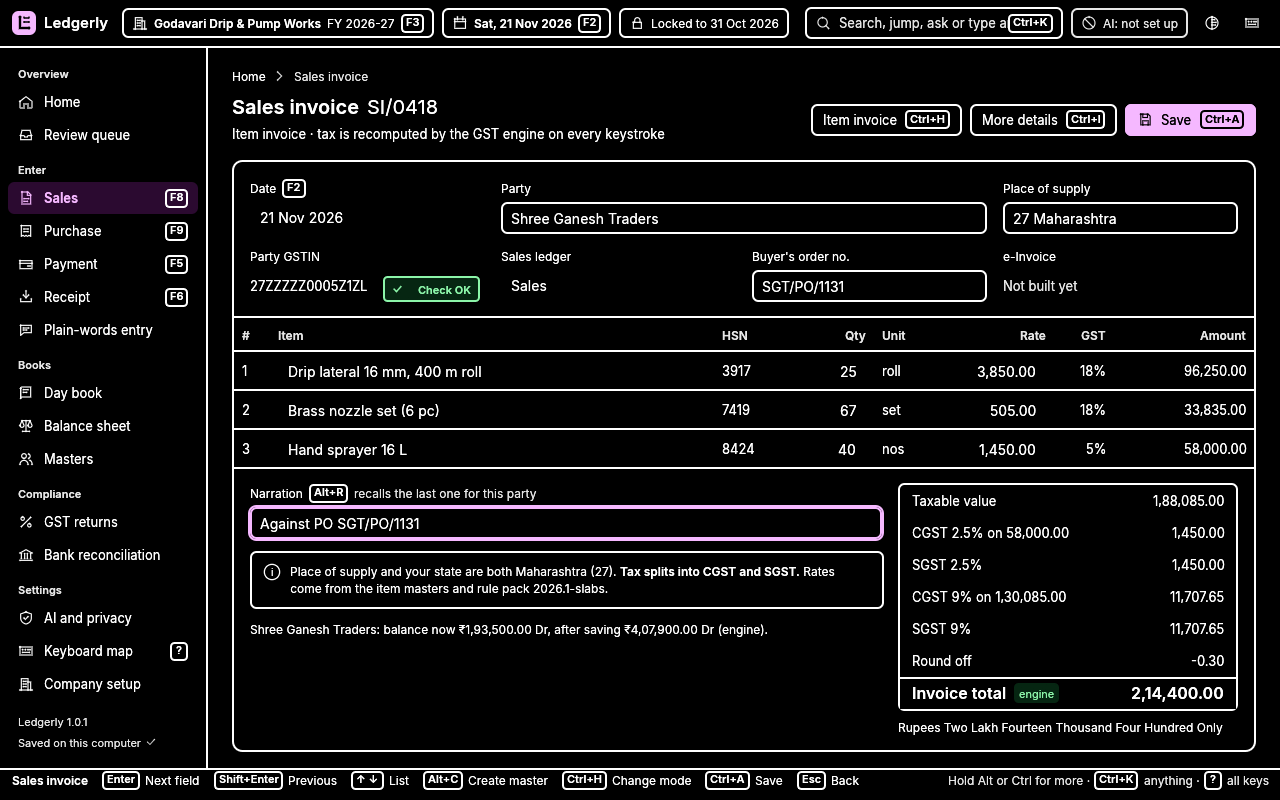 Ledgerly
Godavari Drip & Pump Works FY 2026-27 F3
Sat, 21 Nov 2026 F2
Locked to 31 Oct 2026
Search, jump, ask or type a Ctrl+K
AI: not set up
Overview
Home
Review queue
Enter
Sales F8
Purchase F9
Payment F5
Receipt F6
Plain-words entry
Books
Day book
Balance sheet
Masters
Compliance
GST returns
Bank reconciliation
Settings
AI and privacy
Keyboard map ?
Company setup
Ledgerly 1.0.1
Saved on this computer
Home > Sales invoice
Sales invoice SI/0418
Item invoice · tax is recomputed by the GST engine on every keystroke
Item invoice Ctrl+H
More details Ctrl+I
Save Ctrl+A
Date F2
21 Nov 2026
Party
Shree Ganesh Traders
Place of supply
27 Maharashtra
Party GSTIN
27ZZZZZ0005Z1ZL Check OK
Sales ledger
Sales
Buyer's order no.
SGT/PO/1131
e-Invoice
Not built yet
# Item HSN Qty Unit Rate GST Amount
1 Drip lateral 16 mm, 400 m roll 3917 25 roll 3,850.00 18% 96,250.00
2 Brass nozzle set (6 pc) 7419 67 set 505.00 18% 33,835.00
3 Hand sprayer 16 L 8424 40 nos 1,450.00 5% 58,000.00
Narration Alt+R recalls the last one for this party
Against PO SGT/PO/1131
Place of supply and your state are both Maharashtra (27). Tax splits into CGST and SGST. Rates
come from the item masters and rule pack 2026.1-slabs.
Shree Ganesh Traders: balance now ₹1,93,500.00 Dr, after saving ₹4,07,900.00 Dr (engine).
Taxable value 1,88,085.00
CGST 2.5% on 58,000.00 1,450.00
SGST 2.5% 1,450.00
CGST 9% on 1,30,085.00 11,707.65
SGST 9% 11,707.65
Round off -0.30
Invoice total engine 2,14,400.00
Rupees Two Lakh Fourteen Thousand Four Hundred Only
Sales invoice Enter Next field Shift+Enter Previous ↑↓ List Alt+C Create master Ctrl+H Change mode Ctrl+A Save Esc Back Hold Alt or Ctrl for more · Ctrl+K anything · ? all keys